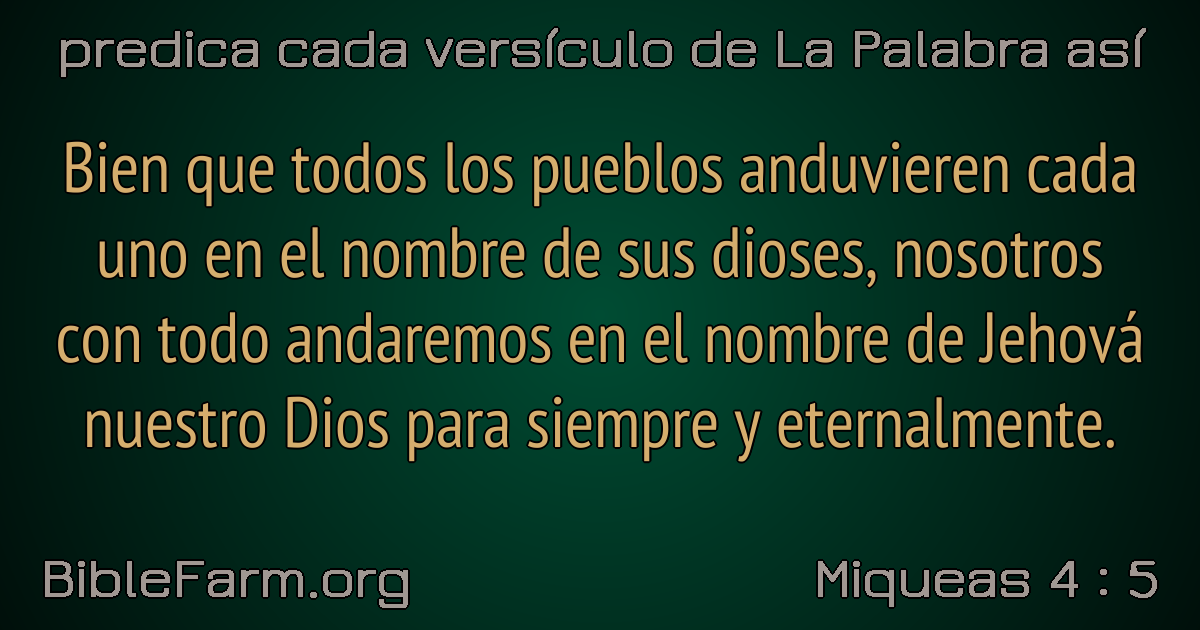 predica cada versículo de La Palabra así
Bien que todos los pueblos anduvieren cada
uno en el nombre de sus dioses, nosotros
con todo andaremos en el nombre de Jehová
nuestro Dios para siempre y eternalmente.
BibleFarm.org
Miqueas 4 : 5